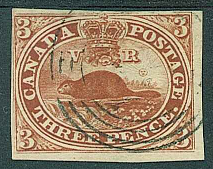 3 CANADA POSTAGE. 3
V R
3 THREE PENCE. 3